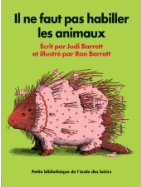 Il ne faut pas habiller
les animaux
Écrit par Judi Barrett
et illustré par Ron Barrett
Petite bibliothèque de l'école des loisirs